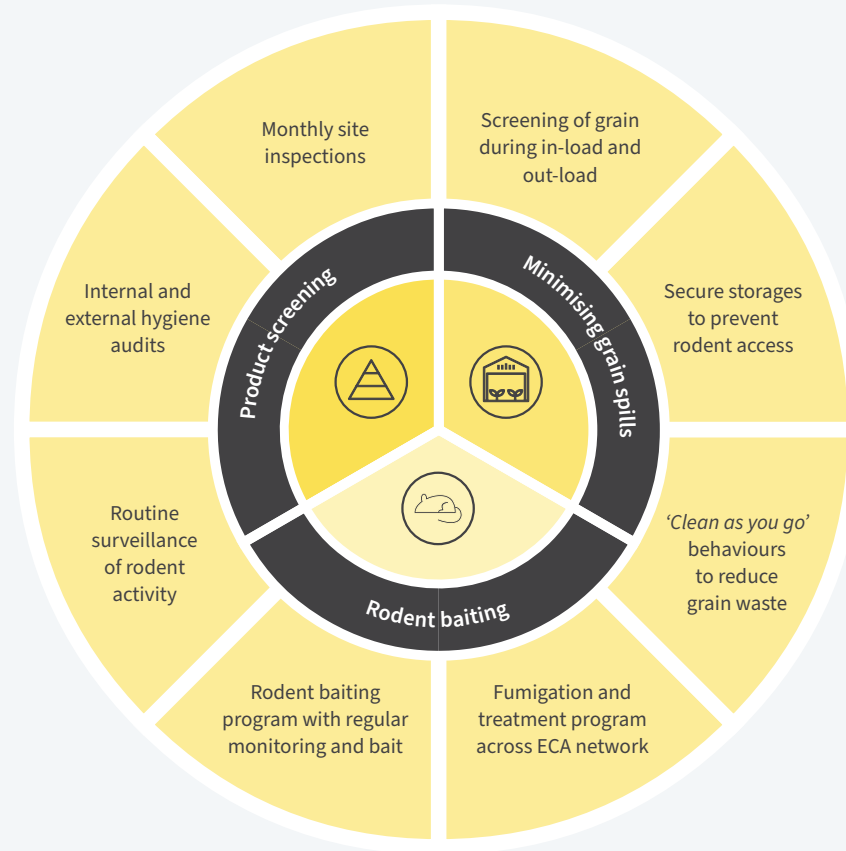 Monthly site
inspections
Screening of grain
during in-load and
out-load
Secure storages
to prevent
rodent access
‘Clean as you go’
behaviours
to reduce
grain waste
Fumigation and
treatment program
across ECA network
Rodent baiting
program with regular
monitoring and bait
Routine
surveillance
of rodent
activity
Internal and
external hygiene
audits
Product screening
Minimising grain spills
Rodent baiting